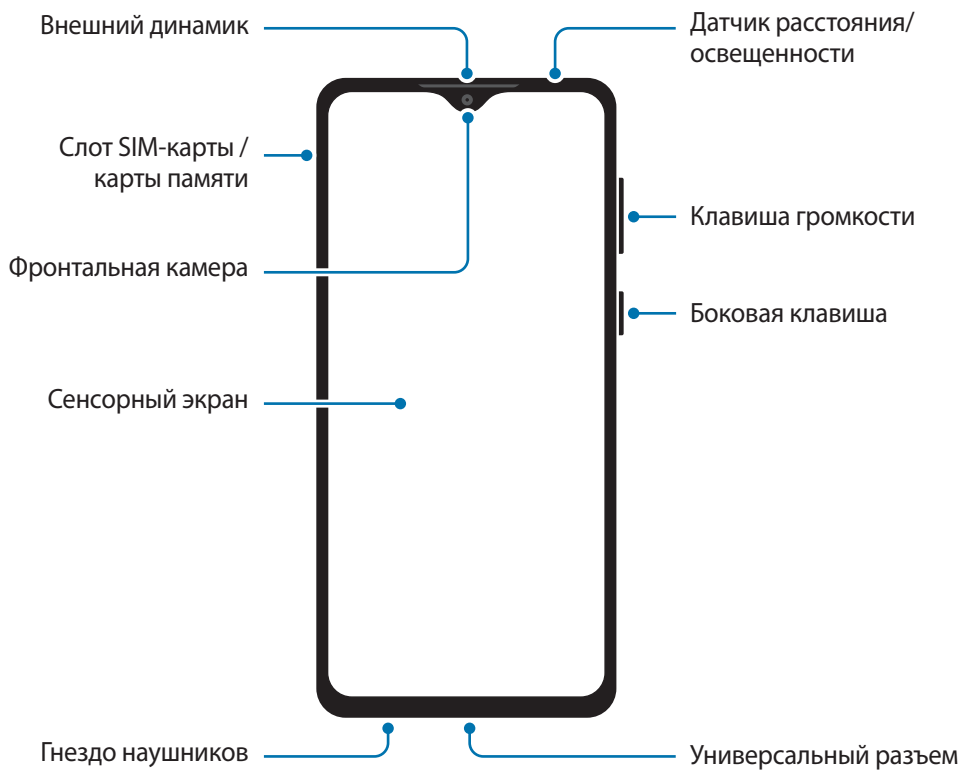 Внешний динамик
Датчик расстояния/
освещенности
Слот SIM-карты /
карты памяти
Клавиша громкости
Фронтальная камера
Боковая клавиша
Сенсорный экран
Гнездо наушников
Универсальный разъем